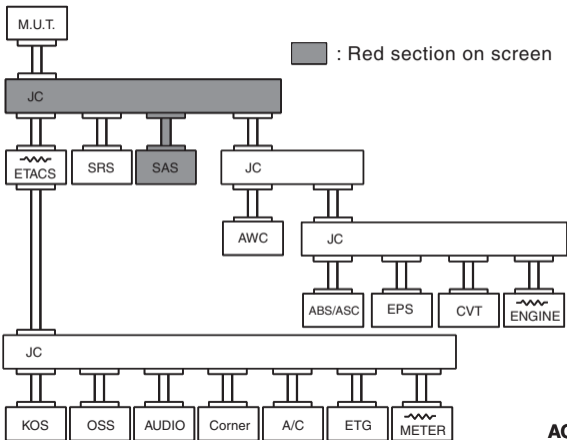 M.U.T.
: Red section on screen
JC
ETACS
SRS
SAS
JC
AWC
JC
ABS/ASC
EPS
CVT
ENGINE
JC
KOS
OSS
AUDIO
Corner
A/C
ETG
METER